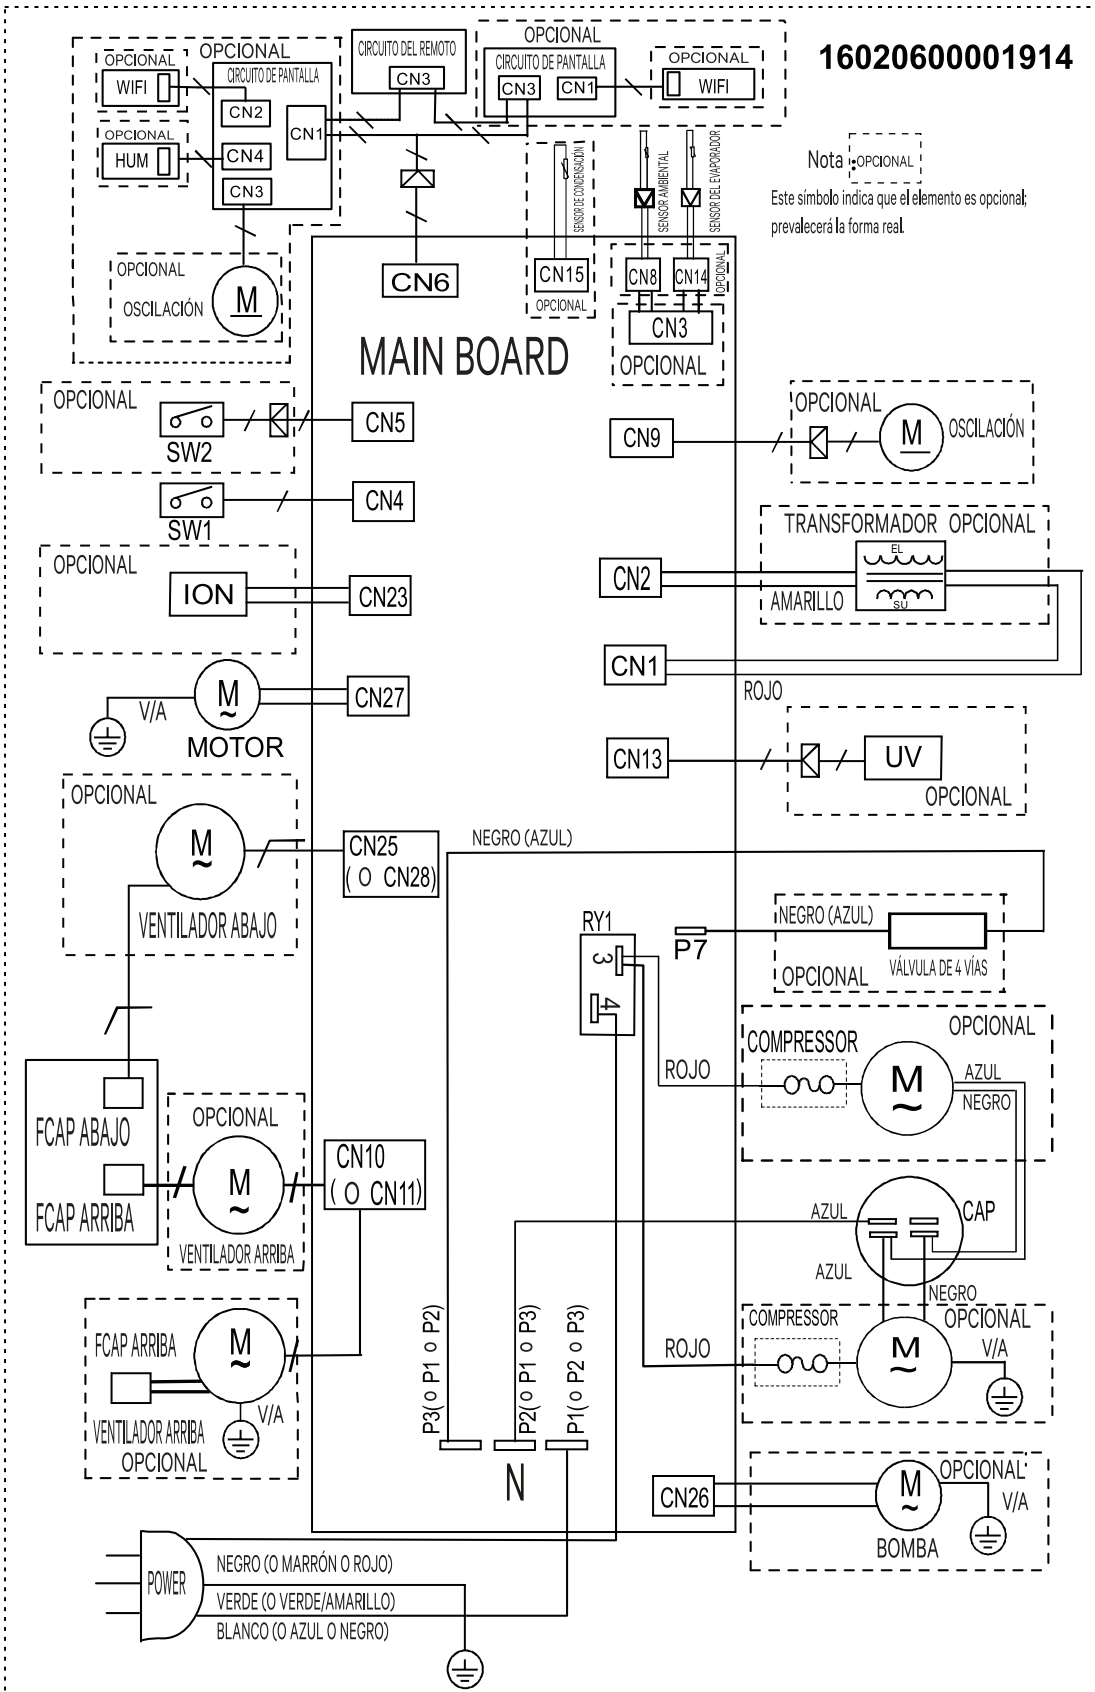 16020600001914
OPCIONAL
OPCIONAL
WIFI
CIRCUITO DE PANTALLA
CN2
OPCIONAL
HUM
CN4
CN3
CN1
CIRCUITO DEL REMOTO
CN3
OPCIONAL
CIRCUITO DE PANTALLA
CN3
CN1
OPCIONAL
WIFI
Nota :
OPCIONAL
Este símbolo indica que el elemento es opcional;
prevalecerá la forma real.
OPCIONAL
OSCILACIÓN
M
CN6
SENSOR DE CONDENSACIÓN
CN15
OPCIONAL
SENSOR AMBIENTAL
SENSOR DEL EVAPORADOR
CN8
CN14
OPCIONAL
CN3
OPCIONAL
MAIN BOARD
OPCIONAL
SW2
CN5
SW1
CN4
OPCIONAL
ION
CN23
M
~
MOTOR
V/A
CN27
CN9
OPCIONAL
M
OSCILACIÓN
TRANSFORMADOR OPCIONAL
EL
SU
CN2
AMARILLO
CN1
ROJO
CN13
UV
OPCIONAL
OPCIONAL
M
~
VENTILADOR ABAJO
CN25
( O CN28)
NEGRO (AZUL)
RY1
3
4
P7
NEGRO (AZUL)
OPCIONAL
VÁLVULA DE 4 VÍAS
OPCIONAL
COMPRESSOR
M
~
ROJO
AZUL
NEGRO
FCAP ABAJO
FCAP ARRIBA
OPCIONAL
M
~
VENTILADOR ARRIBA
CN10
( O CN11)
AZUL
CAP
AZUL
NEGRO
FCAP ARRIBA
M
~
V/A
VENTILADOR ARRIBA
OPCIONAL
P3( o P1 o P2)
P2( o P1 o P3)
P1( o P2 o P3)
N
COMPRESSOR
OPCIONAL
ROJO
M
~
V/A
CN26
OPCIONAL
M
~
V/A
BOMBA
POWER
NEGRO (O MARRÓN O ROJO)
VERDE (O VERDE/AMARILLO)
BLANCO (O AZUL O NEGRO)